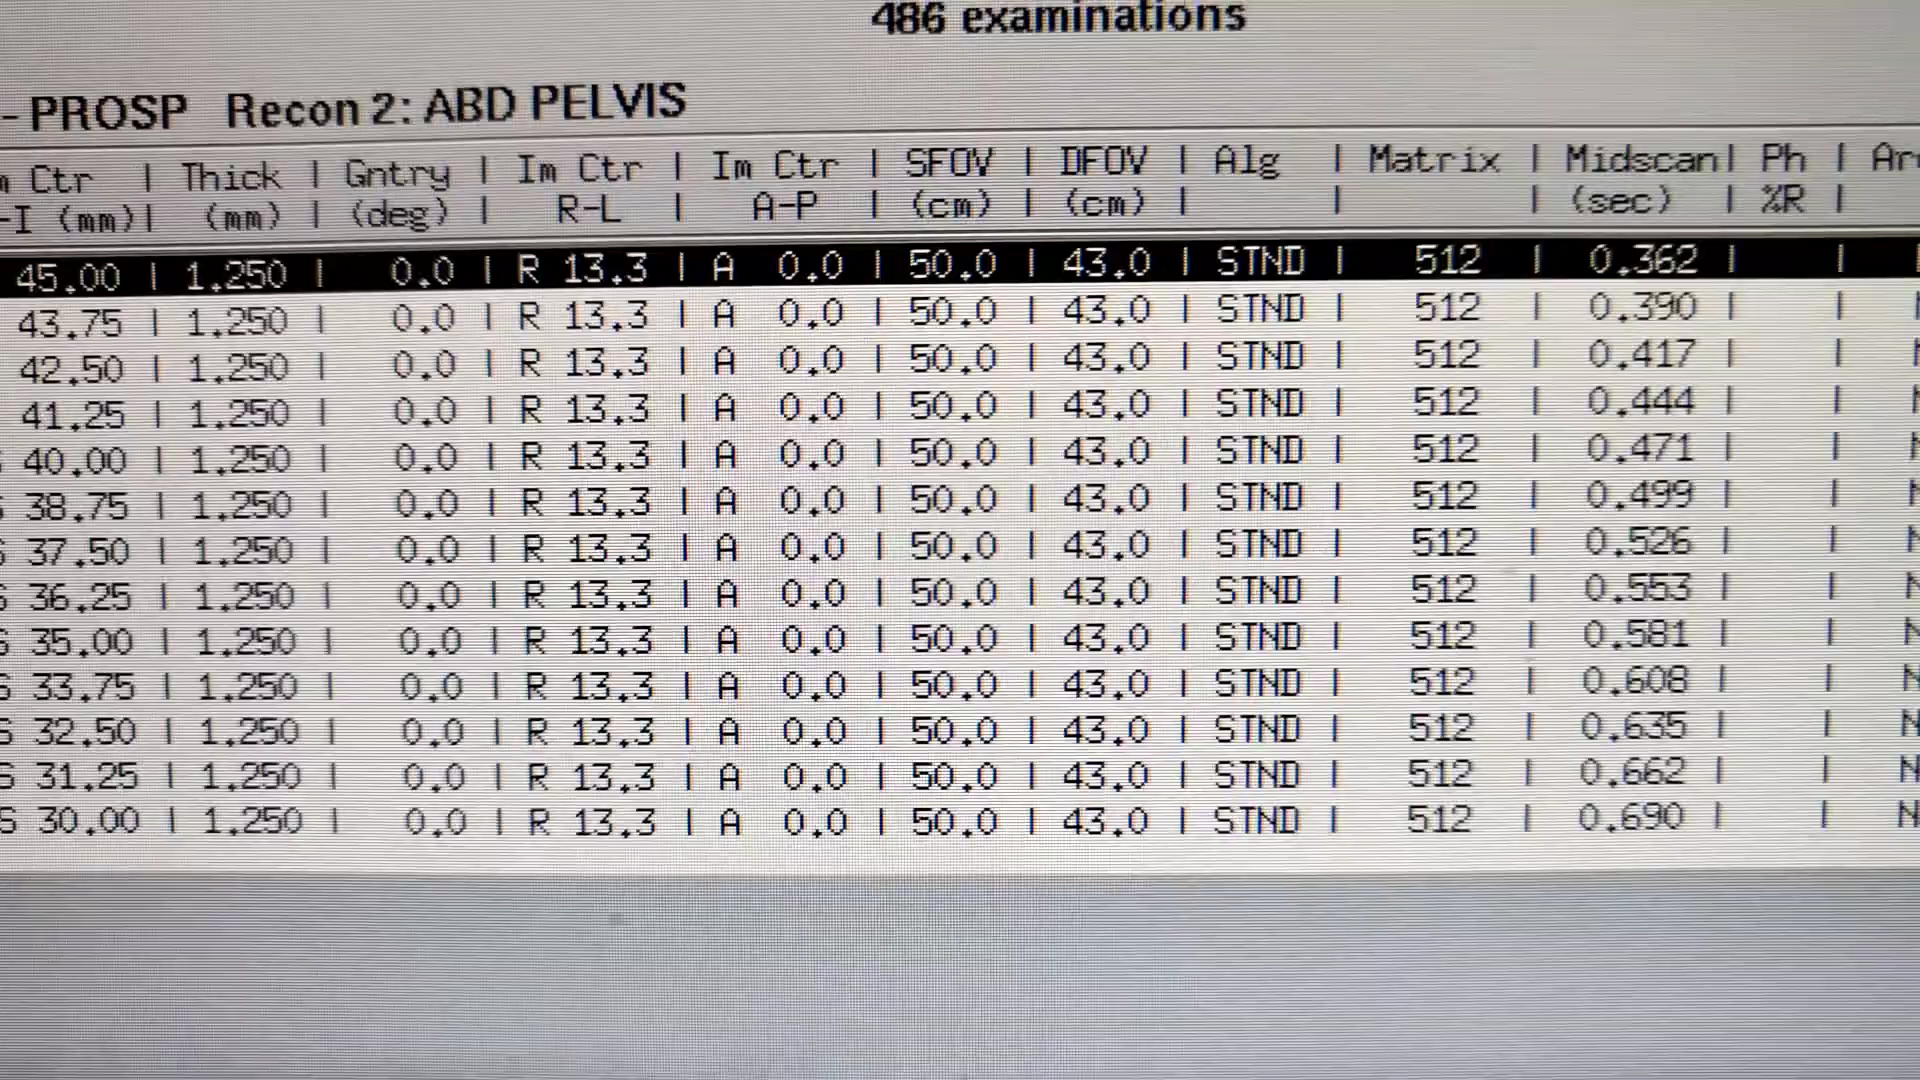 486 examinations
- PROSP Recon 2: ABD PELVIS
Ctr | Thick | Gntry | Im Ctr | Im Ctr | SFOV | DFOV | Alg | Matrix | Midscan| Ph |
-I (mm)| (mm) | (deg) | R-L | A-P | (cm) | (cm) | | | (sec) | %R |
45.00 | 1.250 | 0.0 | R 13.3 | A 0.0 | 50.0 | 43.0 | STND | 512 | 0.362 | |
43.75 | 1.250 | 0.0 | R 13.3 | A 0.0 | 50.0 | 43.0 | STND | 512 | 0.390 | |
42.50 | 1.250 | 0.0 | R 13.3 | A 0.0 | 50.0 | 43.0 | STND | 512 | 0.417 | |
41.25 | 1.250 | 0.0 | R 13.3 | A 0.0 | 50.0 | 43.0 | STND | 512 | 0.444 | |
40.00 | 1.250 | 0.0 | R 13.3 | A 0.0 | 50.0 | 43.0 | STND | 512 | 0.471 | |
S 38.75 | 1.250 | 0.0 | R 13.3 | A 0.0 | 50.0 | 43.0 | STND | 512 | 0.499 | |
S 37.50 | 1.250 | 0.0 | R 13.3 | A 0.0 | 50.0 | 43.0 | STND | 512 | 0.526 | |
S 36.25 | 1.250 | 0.0 | R 13.3 | A 0.0 | 50.0 | 43.0 | STND | 512 | 0.553 | |
S 35.00 | 1.250 | 0.0 | R 13.3 | A 0.0 | 50.0 | 43.0 | STND | 512 | 0.581 | |
S 33.75 | 1.250 | 0.0 | R 13.3 | A 0.0 | 50.0 | 43.0 | STND | 512 | 0.608 | | N
S 32.50 | 1.250 | 0.0 | R 13.3 | A 0.0 | 50.0 | 43.0 | STND | 512 | 0.635 | | N
S 31.25 | 1.250 | 0.0 | R 13.3 | A 0.0 | 50.0 | 43.0 | STND | 512 | 0.662 | | N
S 30.00 | 1.250 | 0.0 | R 13.3 | A 0.0 | 50.0 | 43.0 | STND | 512 | 0.690 | | N